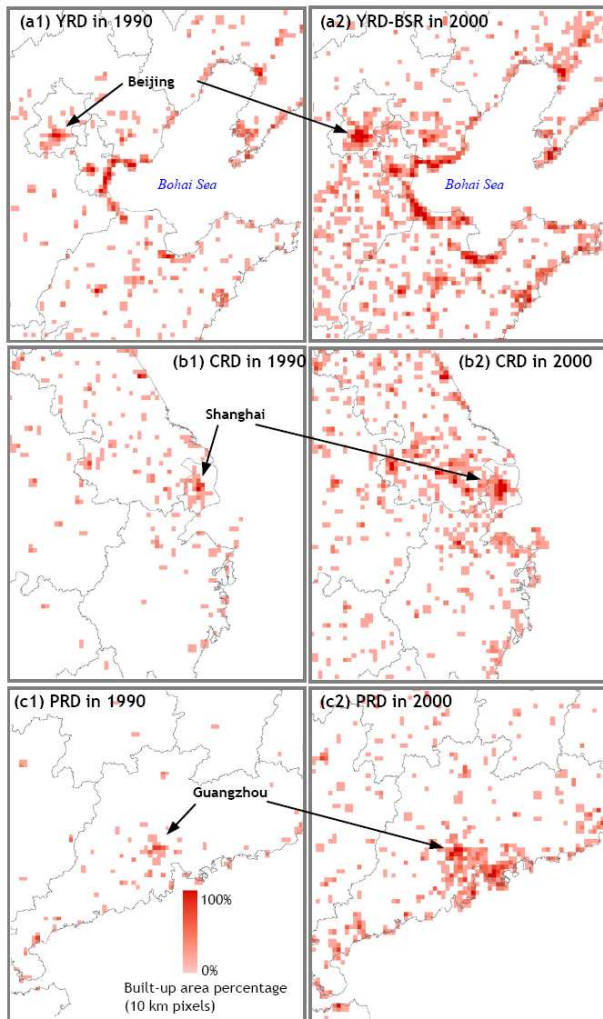 (a1) YRD in 1990
(a2) YRD-BSR in 2000
Beijing
Bohai Sea
Bohai Sea
(b1) CRD in 1990
(b2) CRD in 2000
Shanghai
(c1) PRD in 1990
(c2) PRD in 2000
Guangzhou
100%
0%
Built-up area percentage
(10 km pixels)